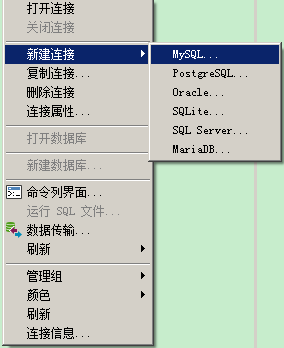 打开连接
关闭连接
新建连接
复制连接...
删除连接
连接属性...
打开数据库
新建数据库...
命令列界面...
运行 SQL 文件...
数据传输...
刷新
管理组
颜色
刷新
连接信息...
MySQL...
PostgreSQL...
Oracle...
SQLite...
SQL Server...
MariaDB...